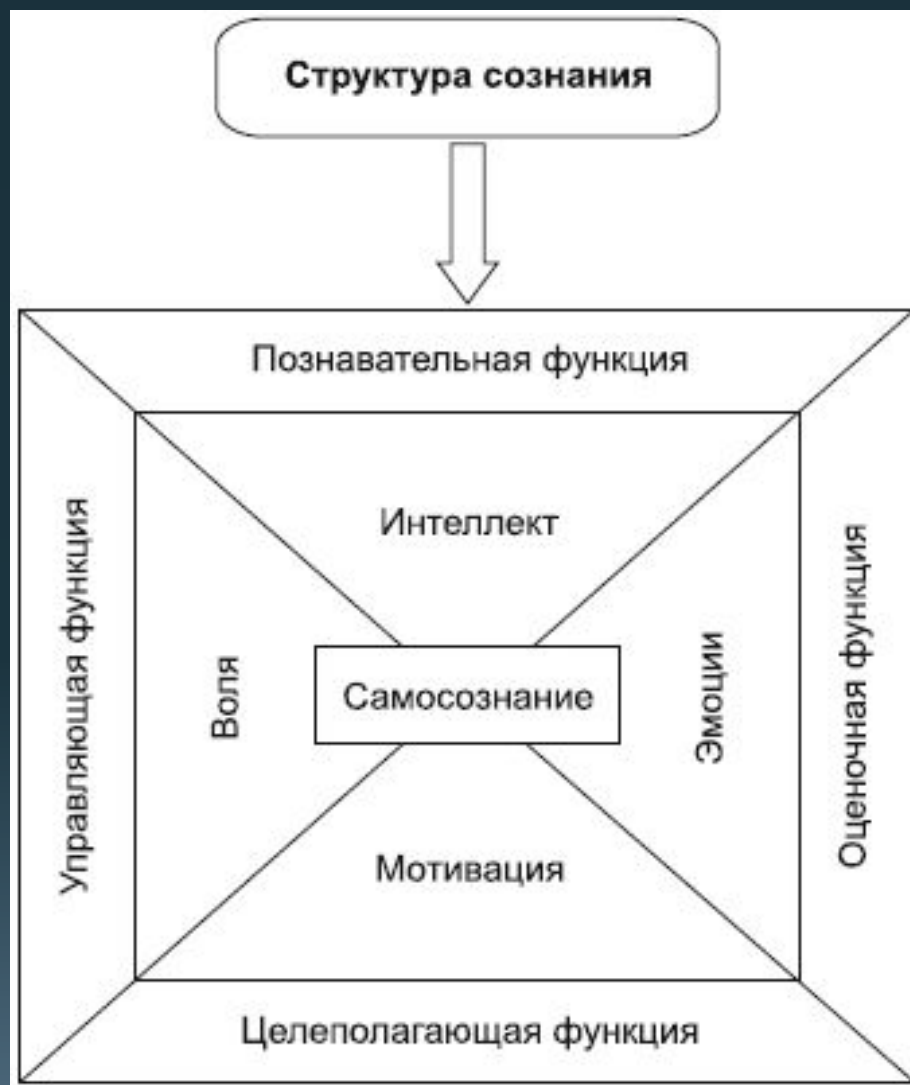 Структура сознания
Познавательная функция
Интеллект
Управляющая функция
Воля
Самосознание
Эмоции
Оценочная функция
Мотивация
Целеполагающая функция